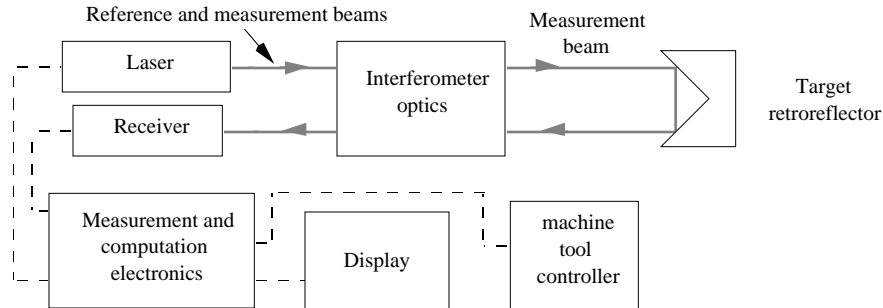 Reference and measurement beams
Measurement
beam
Laser
Interferometer
optics
Target
retroreflector
Receiver
Measurement and
computation
electronics
Display
machine
tool
controller